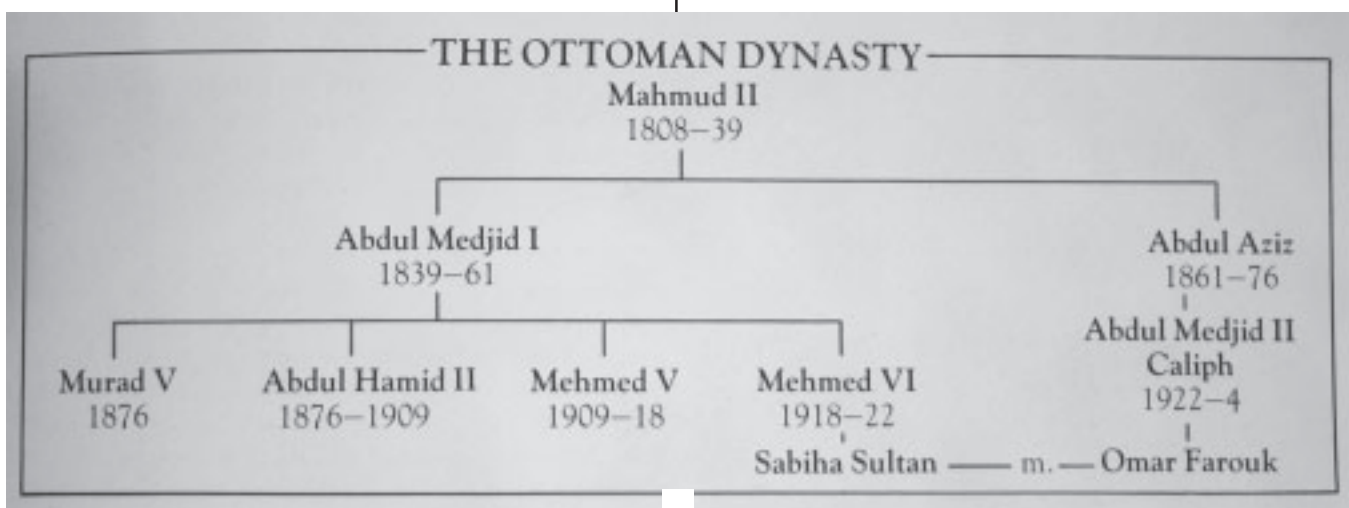 THE OTTOMAN DYNASTY
Mahmud II
1808–39
Abdul Medjid I
1839–61
Abdul Aziz
1861–76
Murad V
1876
Abdul Hamid II
1876–1909
Mehmed V
1909–18
Mehmed VI
1918–22
Abdul Medjid II
Caliph
1922–4
Sabiha Sultan — m. — Omar Farouk